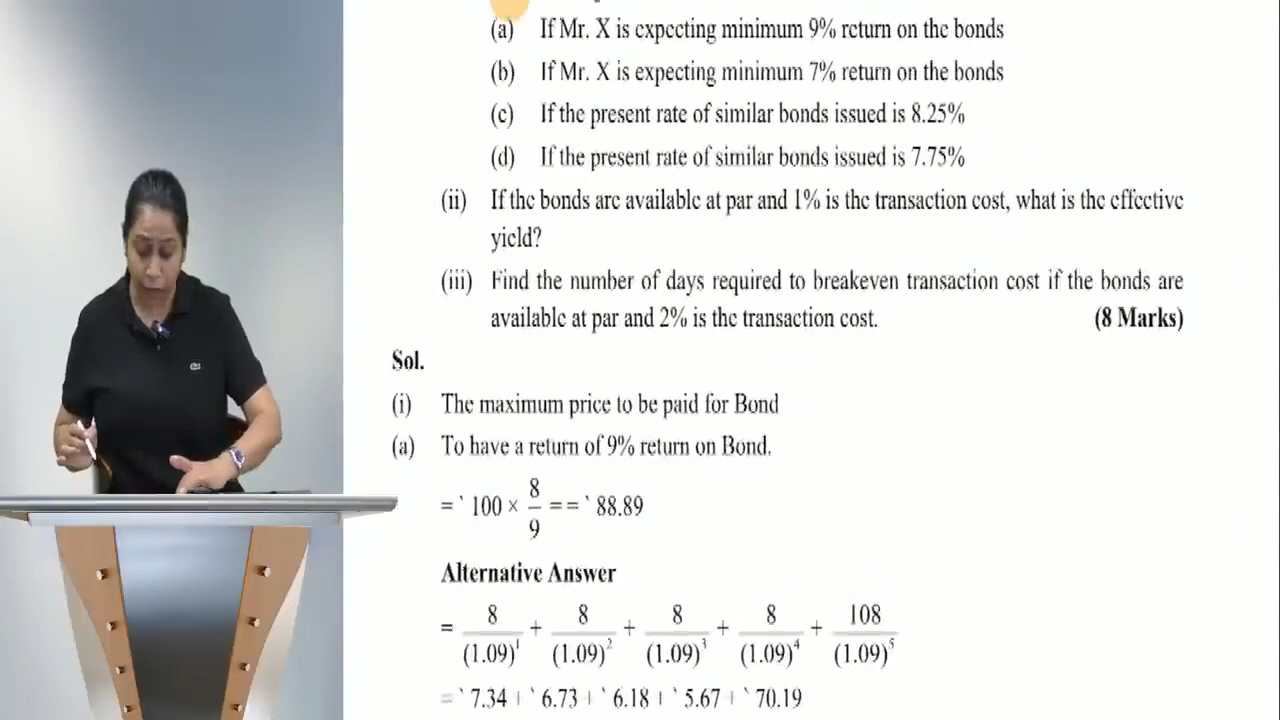 (a) If Mr. X is expecting minimum 9% return on the bonds
(b) If Mr. X is expecting minimum 7% return on the bonds
(c) If the present rate of similar bonds issued is 8.25%
(d) If the present rate of similar bonds issued is 7.75%
(ii) If the bonds are available at par and 1% is the transaction cost, what is the effective
yield?
(iii) Find the number of days required to breakeven transaction cost if the bonds are
available at par and 2% is the transaction cost. (8 Marks)
Sol.
(i) The maximum price to be paid for Bond
(a) To have a return of 9% return on Bond.
= ` 100 × 8/9 = = ` 88.89
Alternative Answer
= 8/(1.09)¹ + 8/(1.09)² + 8/(1.09)³ + 8/(1.09)⁴ + 108/(1.09)⁵
= ` 7.34 + ` 6.73 + ` 6.18 + ` 5.67 + ` 70.19